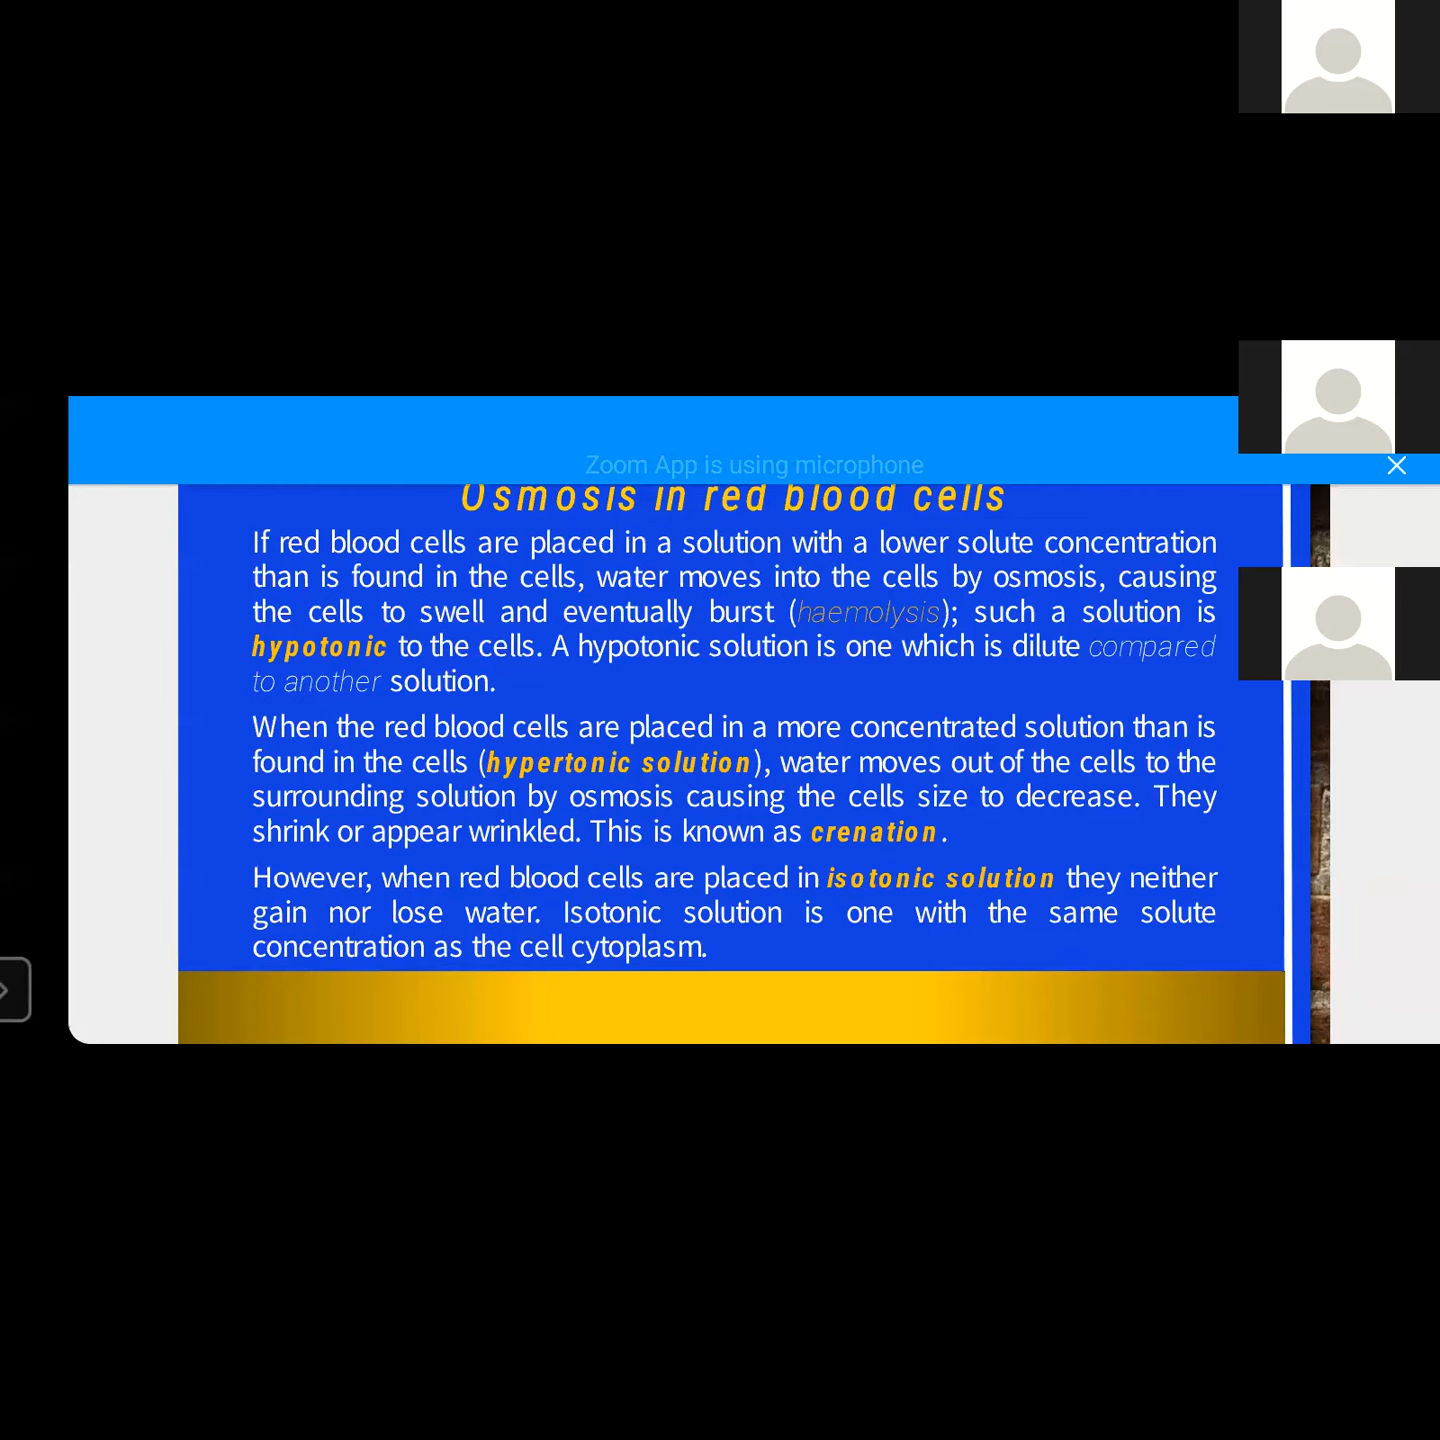 Zoom App is using microphone
Osmosis in red blood cells
If red blood cells are placed in a solution with a lower solute concentration
than is found in the cells, water moves into the cells by osmosis, causing
the cells to swell and eventually burst (haemolysis); such a solution is
hypotonic to the cells. A hypotonic solution is one which is dilute compared
to another solution.
When the red blood cells are placed in a more concentrated solution than is
found in the cells (hypertonic solution), water moves out of the cells to the
surrounding solution by osmosis causing the cells size to decrease. They
shrink or appear wrinkled. This is known as crenation.
However, when red blood cells are placed in isotonic solution they neither
gain nor lose water. Isotonic solution is one with the same solute
concentration as the cell cytoplasm.